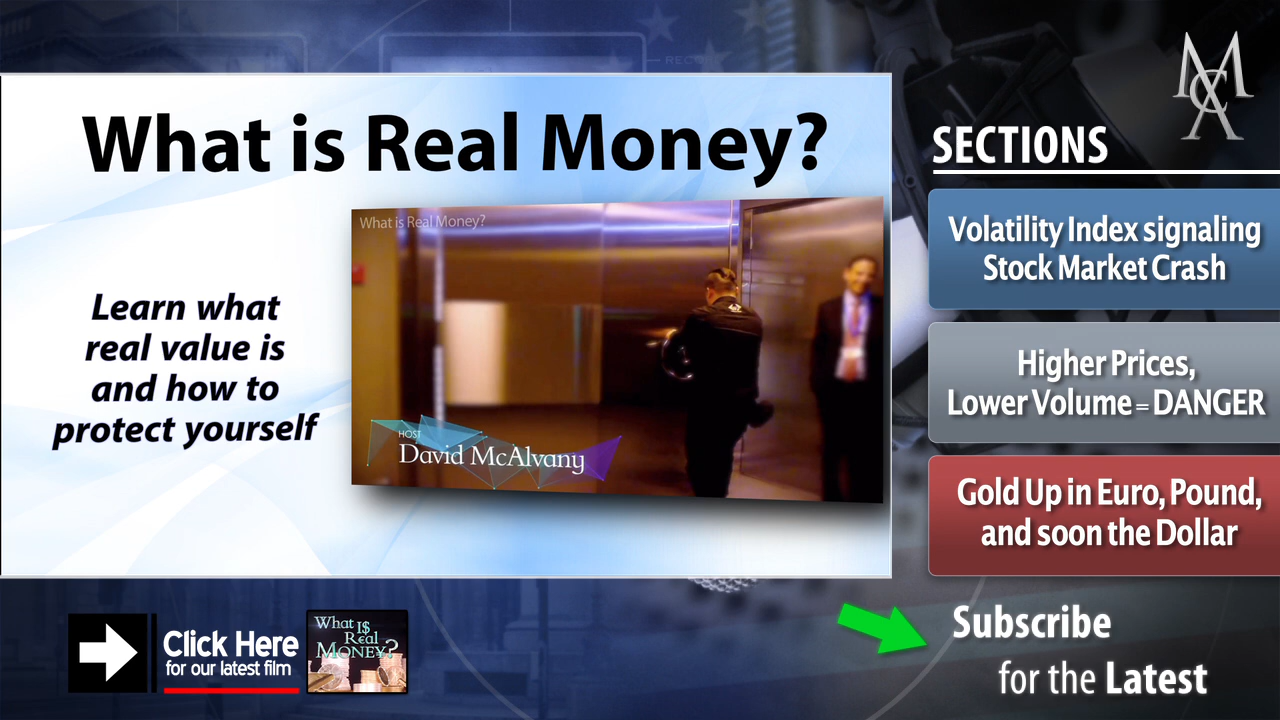 RECO
MCA
What is Real Money?
What is Real Money?
Learn what
real value is
and how to
protect yourself
HOST
David McAlvany
SECTIONS
Volatility Index signaling
Stock Market Crash
Higher Prices,
Lower Volume = DANGER
Gold Up in Euro, Pound,
and soon the Dollar
Click Here
for our latest film
What I$
Real
Money?
Subscribe
for the Latest